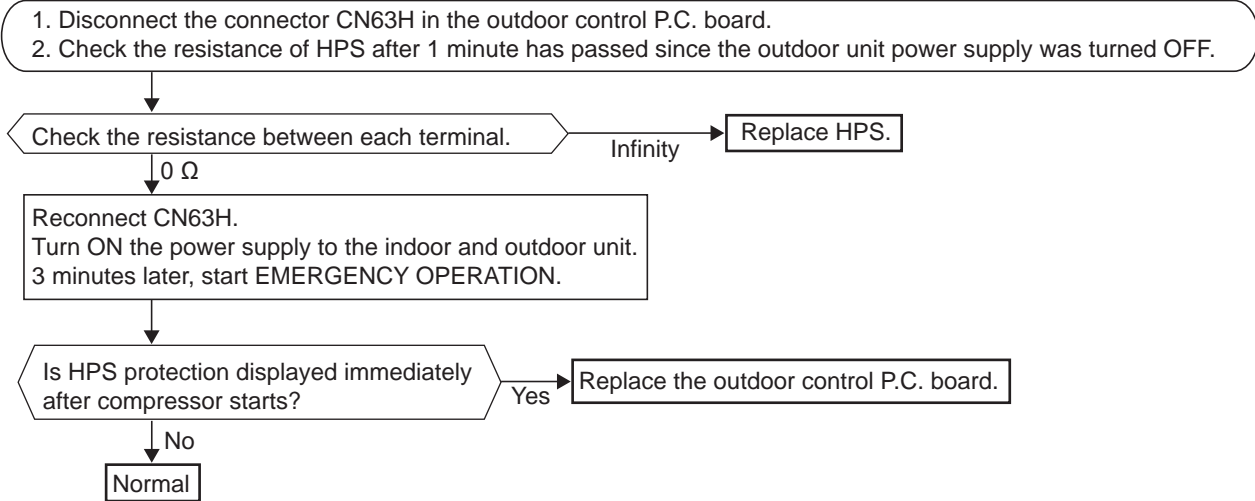 1. Disconnect the connector CN63H in the outdoor control P.C. board.
2. Check the resistance of HPS after 1 minute has passed since the outdoor unit power supply was turned OFF.
Check the resistance between each terminal.
Infinity
Replace HPS.
0 Ω
Reconnect CN63H.
Turn ON the power supply to the indoor and outdoor unit.
3 minutes later, start EMERGENCY OPERATION.
Is HPS protection displayed immediately
after compressor starts?
Yes
Replace the outdoor control P.C. board.
No
Normal